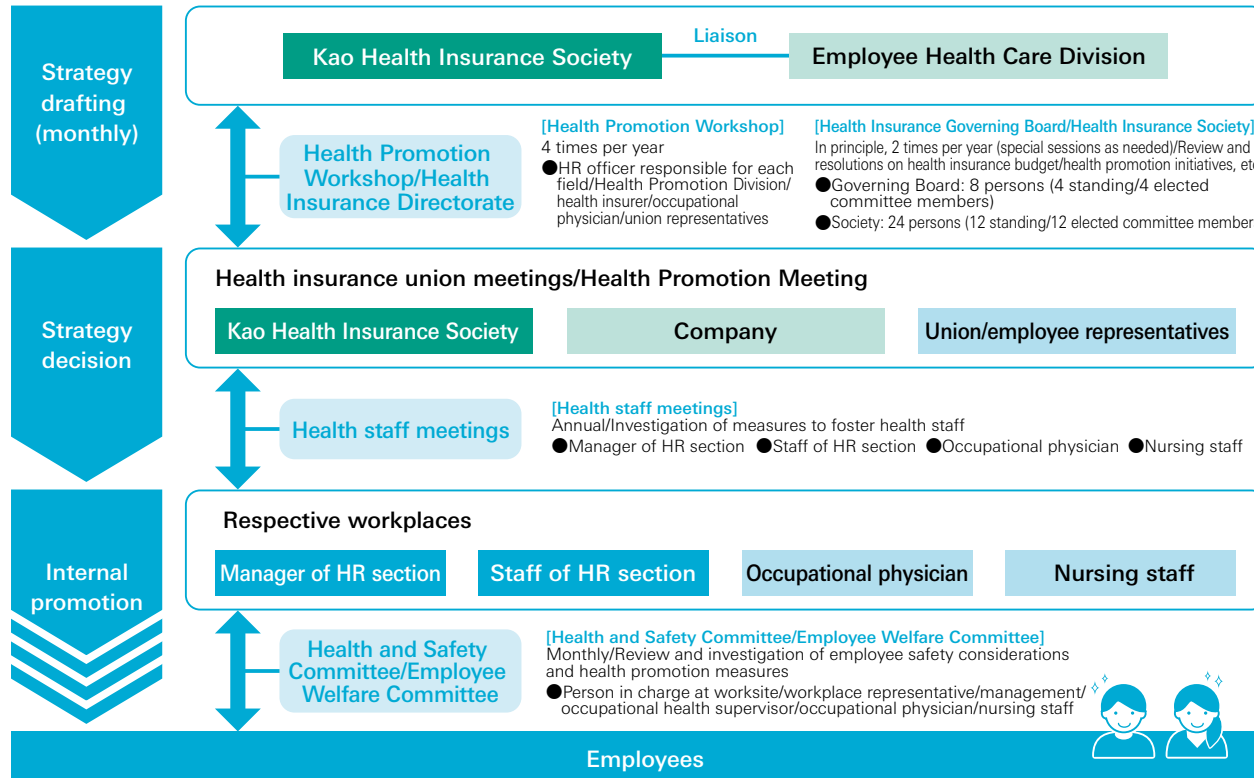 Strategy
drafting
(monthly)
Kao Health Insurance Society
Liaison
Employee Health Care Division
Health Promotion
Workshop/Health
Insurance Directorate
[Health Promotion Workshop]
4 times per year
●HR officer responsible for each
field/Health Promotion Division/
health insurer/occupational
physician/union representatives
[Health Insurance Governing Board/Health Insurance Society]
In principle, 2 times per year (special sessions as needed)/Review and
resolutions on health insurance budget/health promotion initiatives, etc
●Governing Board: 8 persons (4 standing/4 elected
committee members)
●Society: 24 persons (12 standing/12 elected committee member
Strategy
decision
Health insurance union meetings/Health Promotion Meeting
Kao Health Insurance Society
Company
Union/employee representatives
Health staff meetings
[Health staff meetings]
Annual/Investigation of measures to foster health staff
●Manager of HR section ●Staff of HR section ●Occupational physician ●Nursing staff
Internal
promotion
Respective workplaces
Manager of HR section
Staff of HR section
Occupational physician
Nursing staff
Health and Safety
Committee/Employee
Welfare Committee
[Health and Safety Committee/Employee Welfare Committee]
Monthly/Review and investigation of employee safety considerations
and health promotion measures
●Person in charge at worksite/workplace representative/management/
occupational health supervisor/occupational physician/nursing staff
Employees